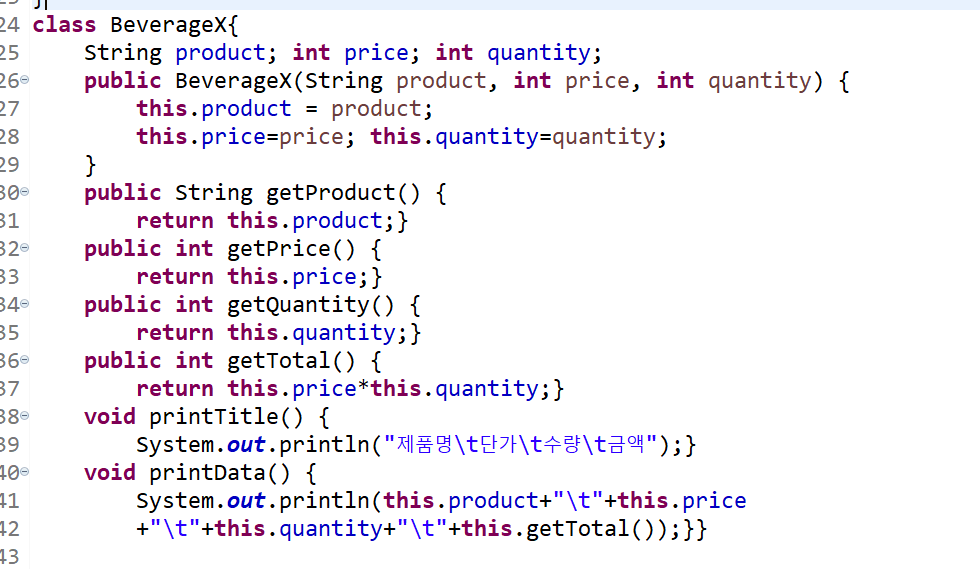 }
24 class BeverageX{
25 String product; int price; int quantity;
26 public BeverageX(String product, int price, int quantity) {
27 this.product = product;
28 this.price=price; this.quantity=quantity;
29 }
30 public String getProduct() {
31 return this.product;}
32 public int getPrice() {
33 return this.price;}
34 public int getQuantity() {
35 return this.quantity;}
36 public int getTotal() {
37 return this.price*this.quantity;}
38 void printTitle() {
39 System.out.println("제품명\t단가\t수량\t금액");}
40 void printData() {
41 System.out.println(this.product+"\t"+this.price
42 +"\t"+this.quantity+"\t"+this.getTotal());}}
43